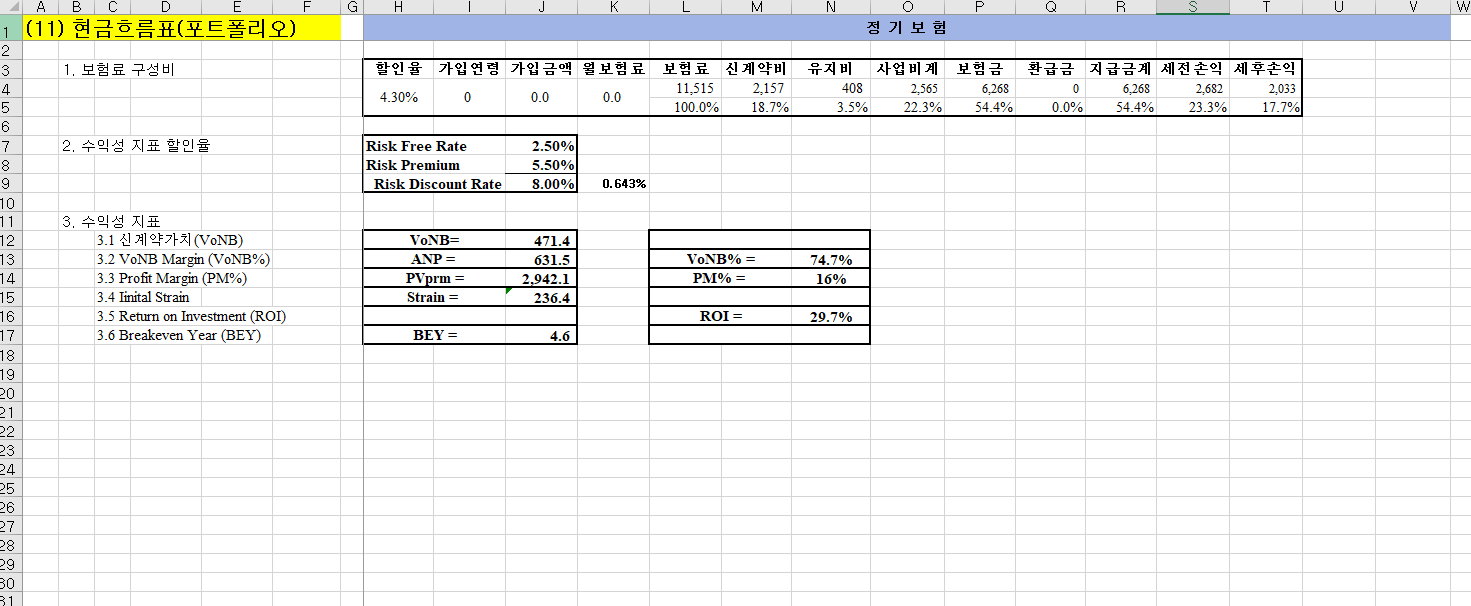 A B C D E F G H I J K L M N O P Q R S T U V W
1 (11) 현금흐름표(포트폴리오) 정 기 보 험
2
3 1. 보험료 구성비 할인율 가입연령 가입금액 월보험료 보험료 신계약비 유지비 사업비계 보험금 환급금 지급금계 세전손익 세후손익
4 4.30% 0 0.0 0.0 11,515 2,157 408 2,565 6,268 0 6,268 2,682 2,033
5 100.0% 18.7% 3.5% 22.3% 54.4% 0.0% 54.4% 23.3% 17.7%
6
7 2. 수익성 지표 할인율 Risk Free Rate 2.50%
8 Risk Premium 5.50%
9 Risk Discount Rate 8.00% 0.643%
10
11 3. 수익성 지표
12 3.1 신계약가치(VoNB) VoNB= 471.4
13 3.2 VoNB Margin (VoNB%) ANP = 631.5 VoNB% = 74.7%
14 3.3 Profit Margin (PM%) PVprm = 2,942.1 PM% = 16%
15 3.4 Iinital Strain Strain = 236.4
16 3.5 Return on Investment (ROI) ROI = 29.7%
17 3.6 Breakeven Year (BEY) BEY = 4.6
18
19
20
21
22
23
24
25
26
27
28
29
30
31